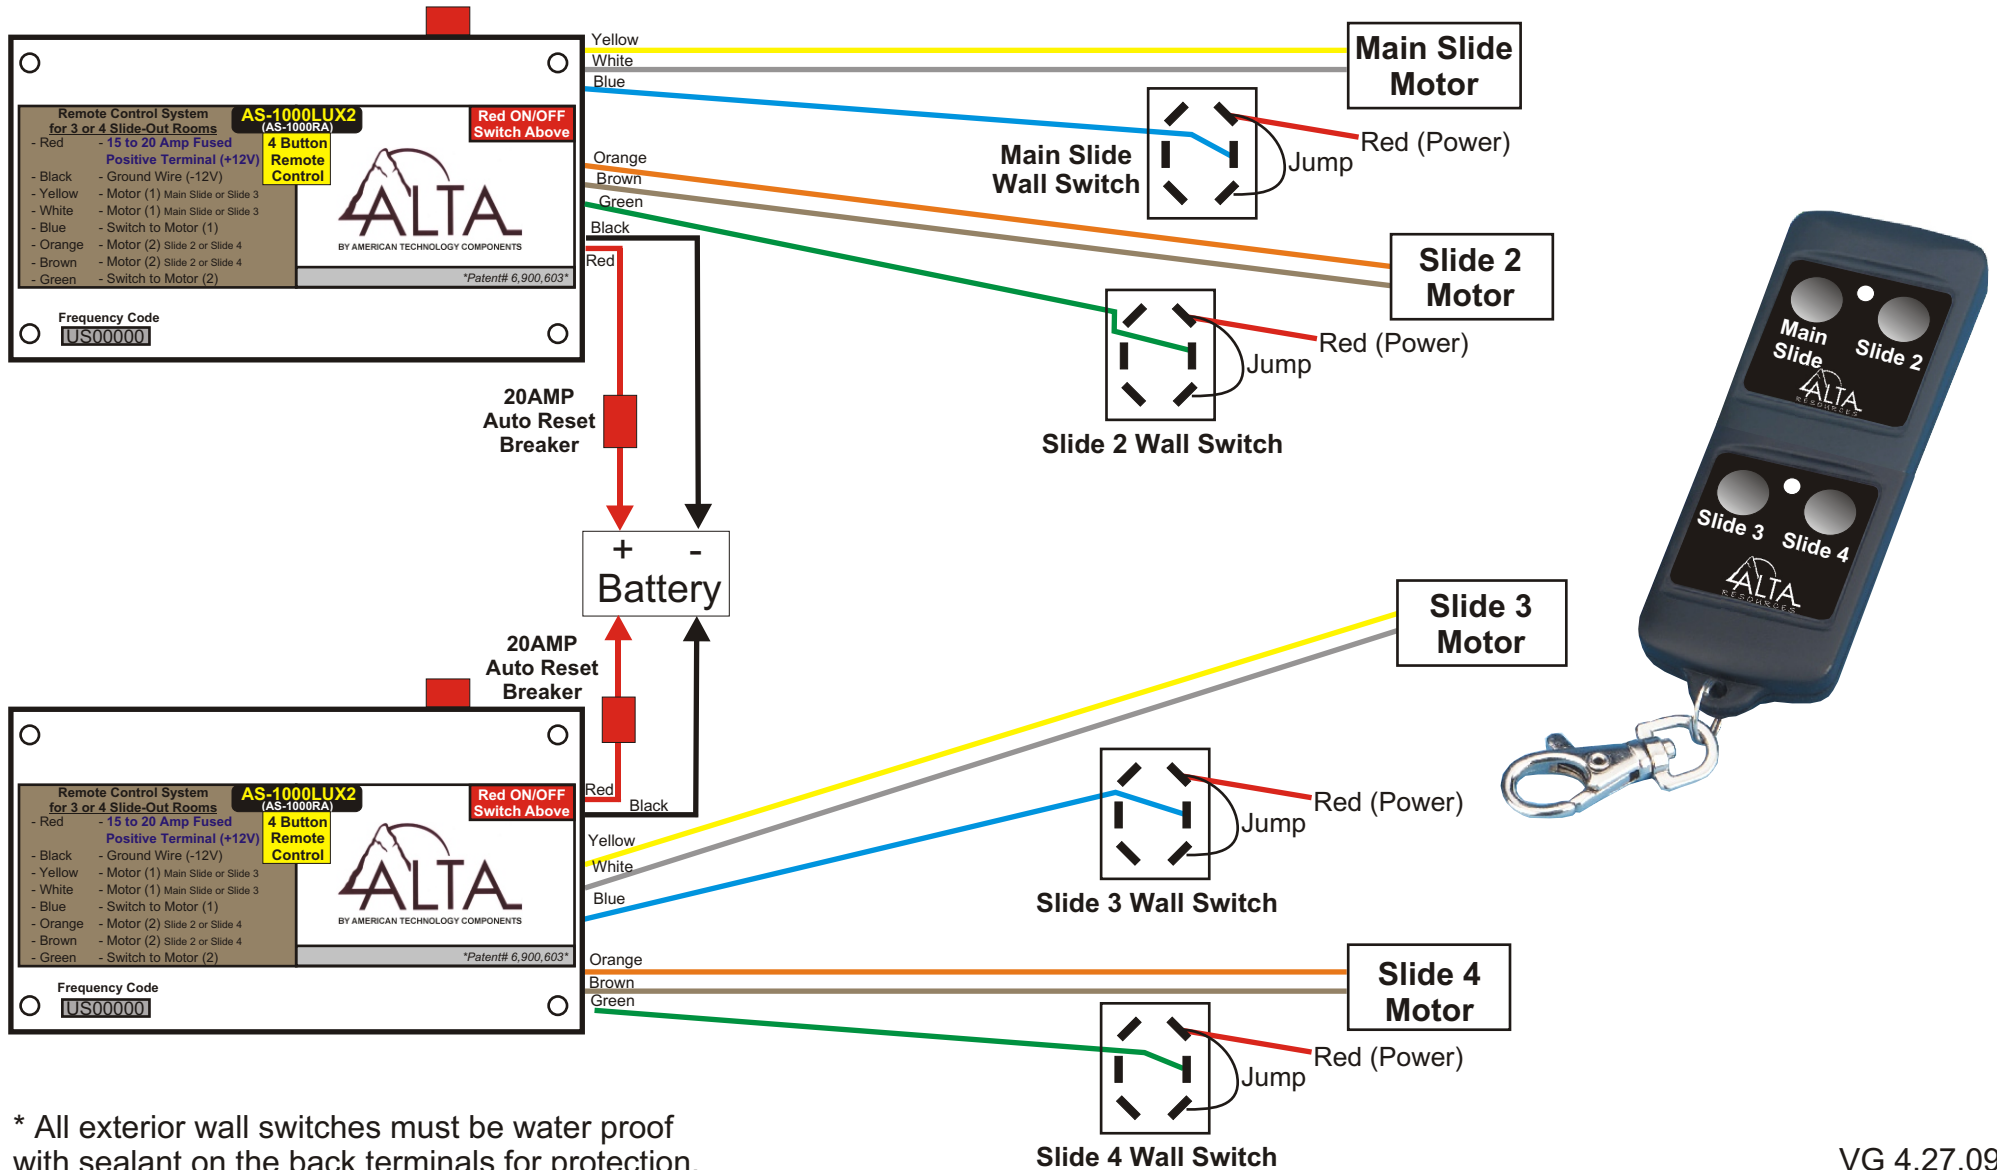 Remote Control System
for 3 or 4 Slide-Out Rooms
AS-1000LUX2
(AS-1000RA)
4 Button
Remote
Control
Red ON/OFF
Switch Above
- Red - 15 to 20 Amp Fused
Positive Terminal (+12V)
- Black - Ground Wire (-12V)
- Yellow - Motor (1) Main Slide or Slide 3
- White - Motor (1) Main Slide or Slide 3
- Blue - Switch to Motor (1)
- Orange - Motor (2) Slide 2 or Slide 4
- Brown - Motor (2) Slide 2 or Slide 4
- Green - Switch to Motor (2)
ALTA
BY AMERICAN TECHNOLOGY COMPONENTS
*Patent# 6,900,603*
Frequency Code
US00000
Yellow
White
Blue
Orange
Brown
Green
Black
Red
Main Slide
Motor
Main Slide
Wall Switch
Red (Power)
Jump
Slide 2
Motor
Red (Power)
Jump
Slide 2 Wall Switch
20AMP
Auto Reset
Breaker
+ -
Battery
20AMP
Auto Reset
Breaker
Main
Slide
Slide 2
ALTA
RESOURCES
Slide 3
Slide 4
ALTA
RESOURCES
Remote Control System
for 3 or 4 Slide-Out Rooms
AS-1000LUX2
(AS-1000RA)
4 Button
Remote
Control
Red ON/OFF
Switch Above
- Red - 15 to 20 Amp Fused
Positive Terminal (+12V)
- Black - Ground Wire (-12V)
- Yellow - Motor (1) Main Slide or Slide 3
- White - Motor (1) Main Slide or Slide 3
- Blue - Switch to Motor (1)
- Orange - Motor (2) Slide 2 or Slide 4
- Brown - Motor (2) Slide 2 or Slide 4
- Green - Switch to Motor (2)
ALTA
BY AMERICAN TECHNOLOGY COMPONENTS
*Patent# 6,900,603*
Frequency Code
US00000
Red
Black
Yellow
White
Blue
Orange
Brown
Green
Slide 3
Motor
Red (Power)
Jump
Slide 3 Wall Switch
Slide 4
Motor
Red (Power)
Jump
Slide 4 Wall Switch
* All exterior wall switches must be water proof
with sealant on the back terminals for protection.
VG 4.27.09